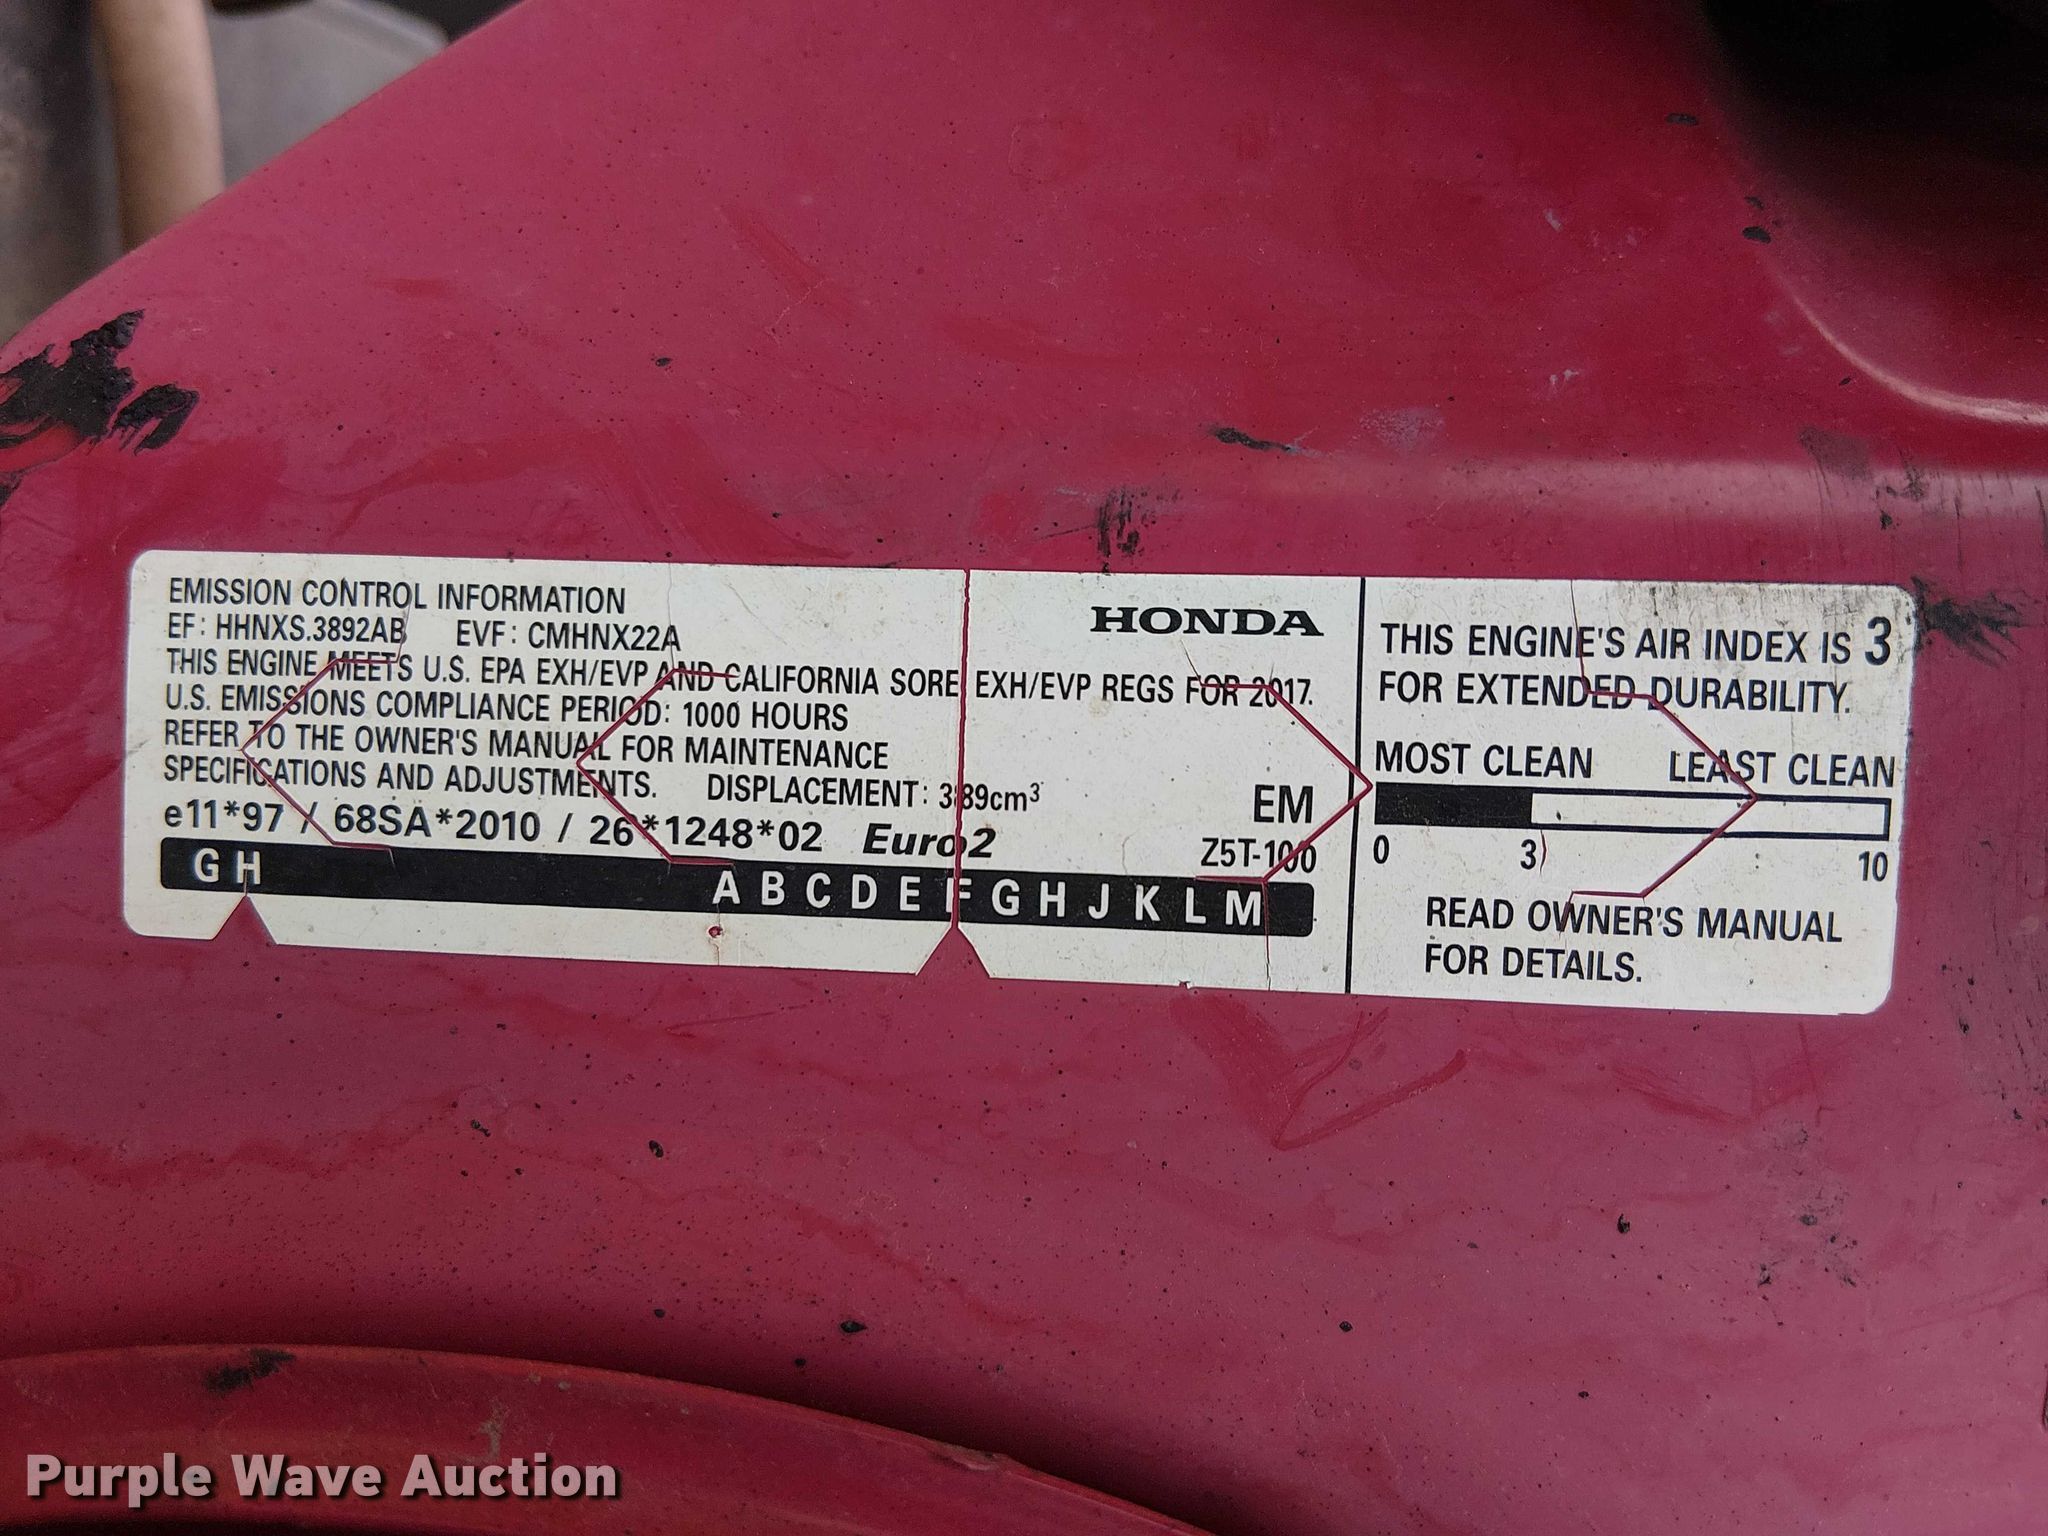 EMISSION CONTROL INFORMATION
EF: HHNXS.3892AB EVF: CMHNX22A
HONDA
THIS ENGINE MEETS U.S. EPA EXH/EVP AND CALIFORNIA SORE EXH/EVP REGS FOR 2017.
U.S. EMISSIONS COMPLIANCE PERIOD: 1000 HOURS
REFER TO THE OWNER'S MANUAL FOR MAINTENANCE
SPECIFICATIONS AND ADJUSTMENTS. DISPLACEMENT: 389cm³
EM
e11*97 / 68SA*2010 / 26*1248*02 Euro2
Z5T-100
G H A B C D E F G H J K L M
THIS ENGINE'S AIR INDEX IS 3
FOR EXTENDED DURABILITY.
MOST CLEAN LEAST CLEAN
0 3 10
READ OWNER'S MANUAL
FOR DETAILS.
Purple Wave Auction